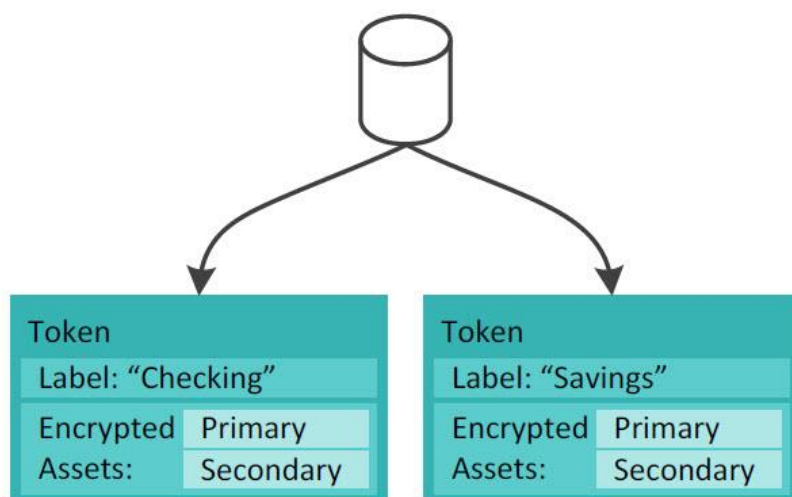 Token
Label: “Checking”
Encrypted Primary
Assets: Secondary
Token
Label: “Savings”
Encrypted Primary
Assets: Secondary